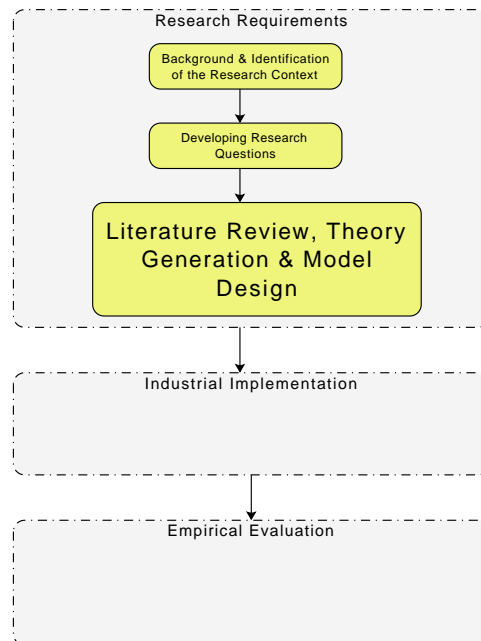 Research Requirements
Background & Identification
of the Research Context
Developing Research
Questions
Literature Review, Theory
Generation & Model
Design
Industrial Implementation
Empirical Evaluation